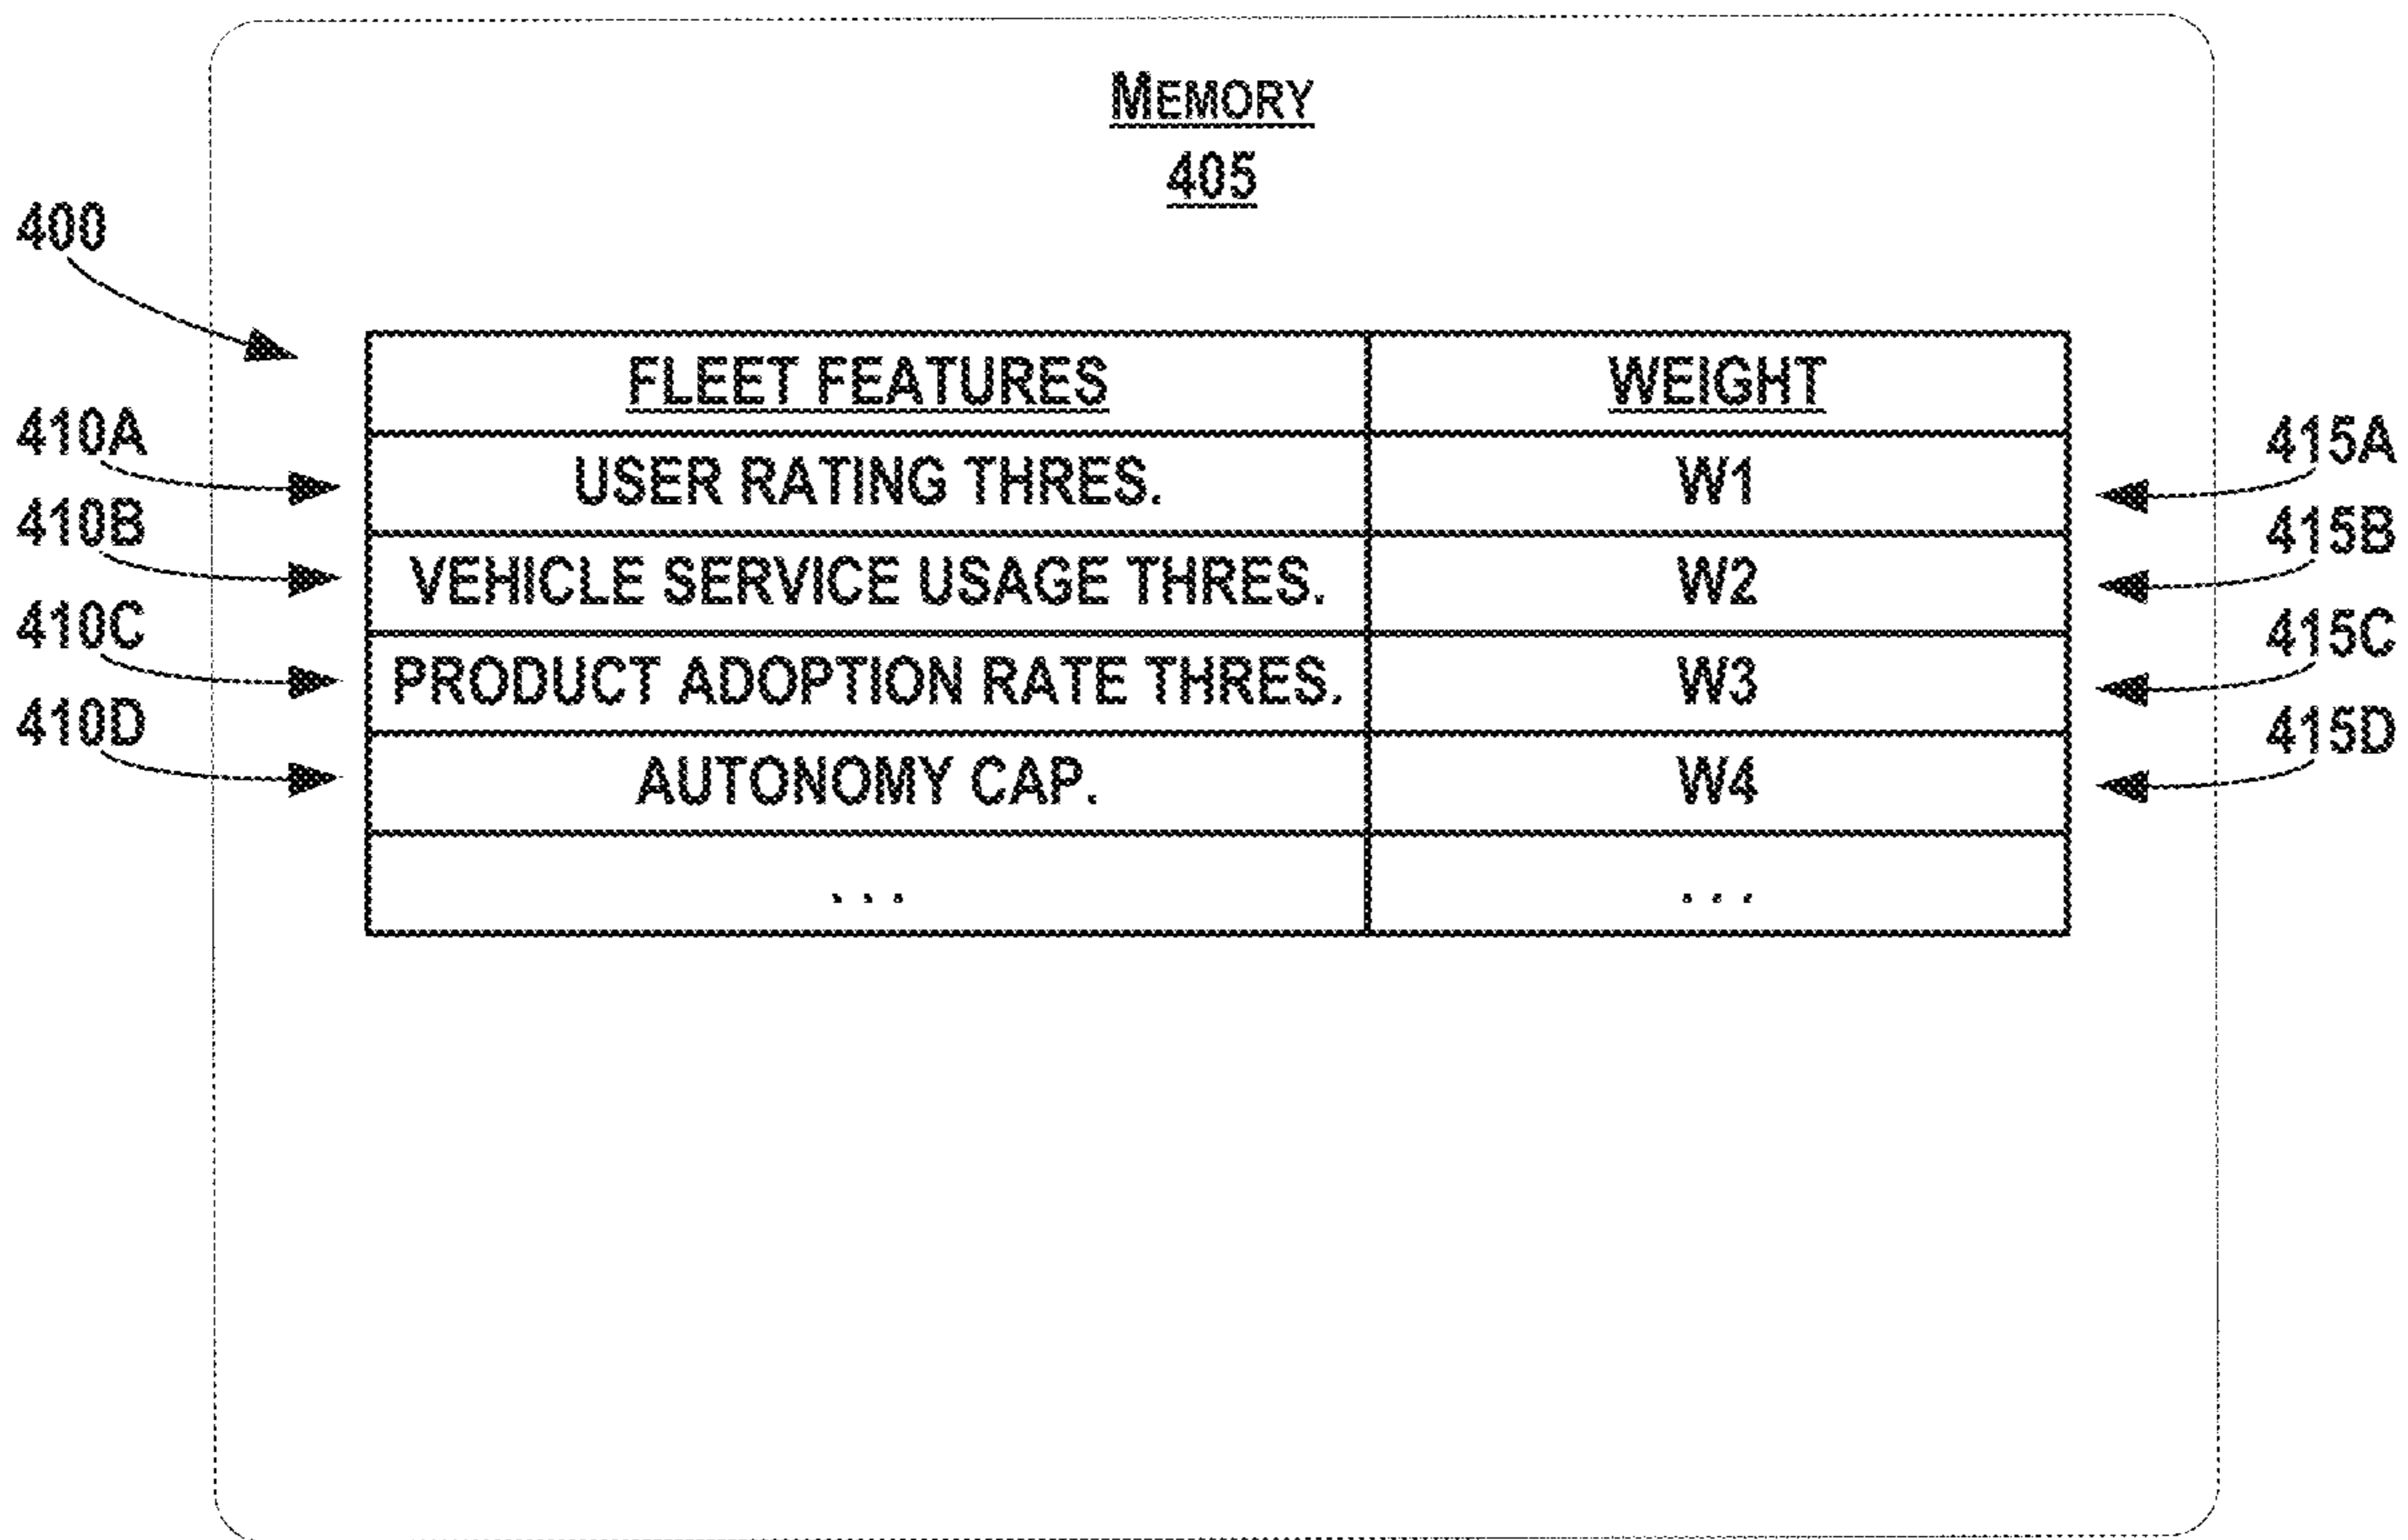 MEMORY
405
400
FLEET FEATURES WEIGHT
410A USER RATING THRES. W1 415A
410B VEHICLE SERVICE USAGE THRES. W2 415B
410C PRODUCT ADOPTION RATE THRES. W3 415C
410D AUTONOMY CAP. W4 415D
... ...